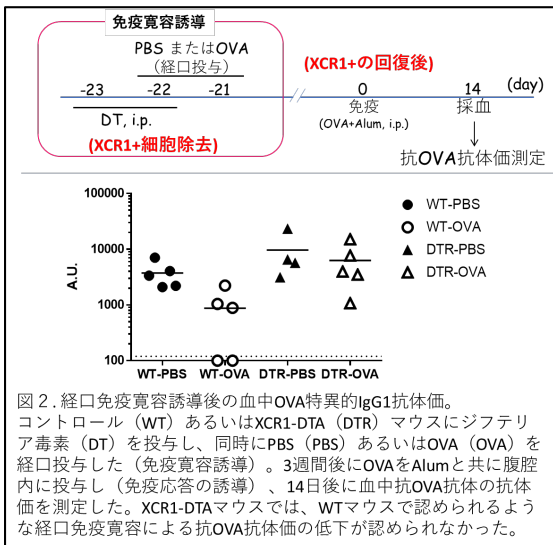 免疫寛容誘導
PBS またはOVA
（経口投与）
(XCR1+の回復後)
-23 -22 -21 0 14 (day)
DT, i.p. 免疫 採血
(OVA+Alum, i.p.)
(XCR1+細胞除去)
抗OVA抗体価測定
100000
10000
1000
100
A.U.
WT-PBS
WT-OVA
DTR-PBS
DTR-OVA
WT-PBS WT-OVA DTR-PBS DTR-OVA
図２. 経口免疫寛容誘導後の血中OVA特異的IgG1抗体価。
コントロール（WT）あるいはXCR1-DTA（DTR）マウスにジフテリ
ア毒素（DT）を投与し、同時にPBS（PBS）あるいはOVA（OVA）を
経口投与した（免疫寛容誘導）。3週間後にOVAをAlumと共に腹腔
内に投与し（免疫応答の誘導）、14日後に血中抗OVA抗体の抗体
価を測定した。XCR1-DTAマウスでは、WTマウスで認められるよう
な経口免疫寛容による抗OVA抗体価の低下が認められなかった。